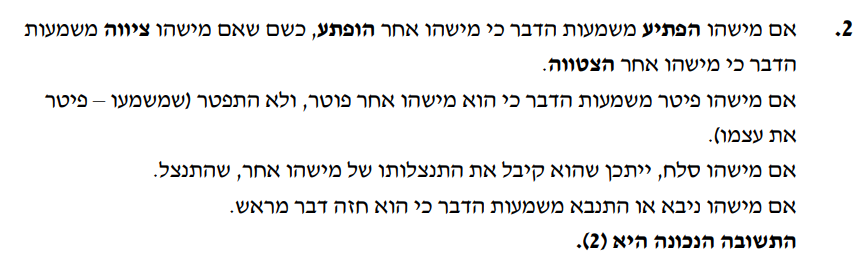 2. אם מישהו הפתיע משמעות הדבר כי מישהו אחר הופתע, כשם שאם מישהו ציווה משמעות
הדבר כי מישהו אחר הצטווה.
אם מישהו פיטר משמעות הדבר כי הוא מישהו אחר פוטר, ולא התפטר (שמשמעו – פיטר
את עצמו).
אם מישהו סלח, ייתכן שהוא קיבל את התנצלותו של מישהו אחר, שהתנצל.
אם מישהו ניבא או התנבא משמעות הדבר כי הוא חזה דבר מראש.
התשובה הנכונה היא (2).